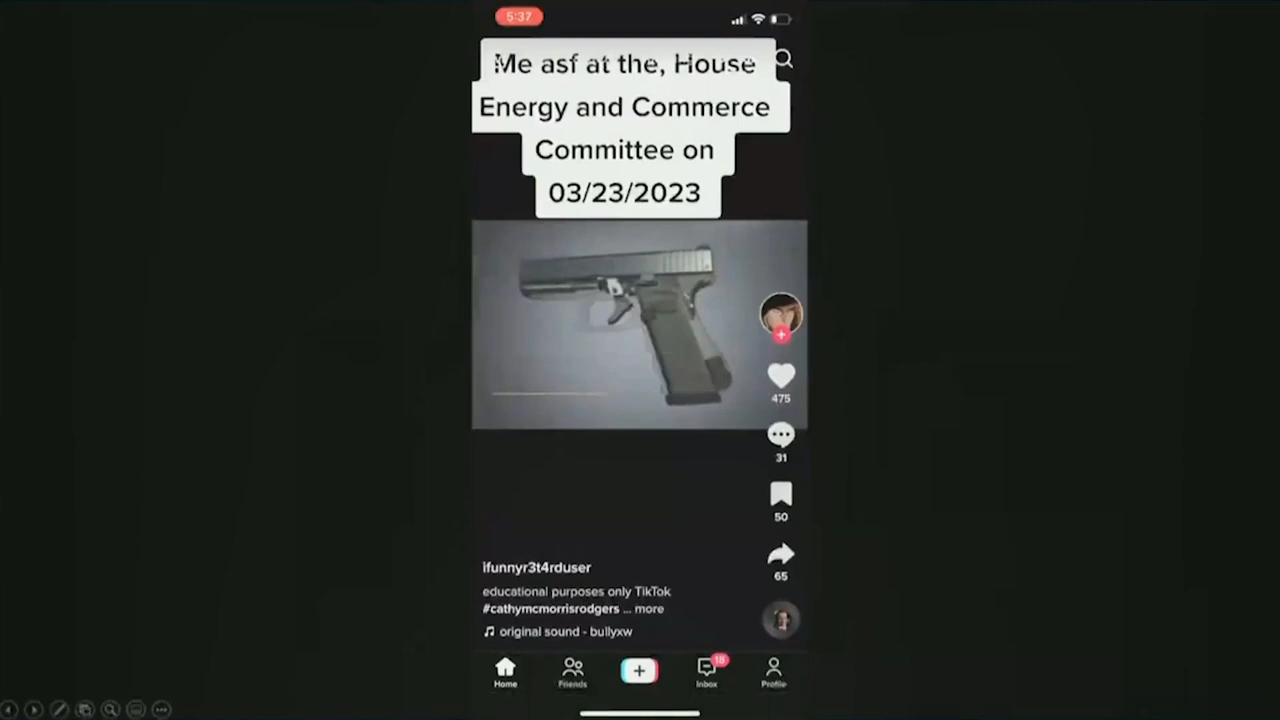 5:37
Me asf at the, House
Energy and Commerce
Committee on
03/23/2023
475
31
50
65
ifunnyr3t4rduser
educational purposes only TikTok
#cathymcmorrisrodgers ... more
original sound - bullyxw
18
Home
Friends
Inbox
Profile